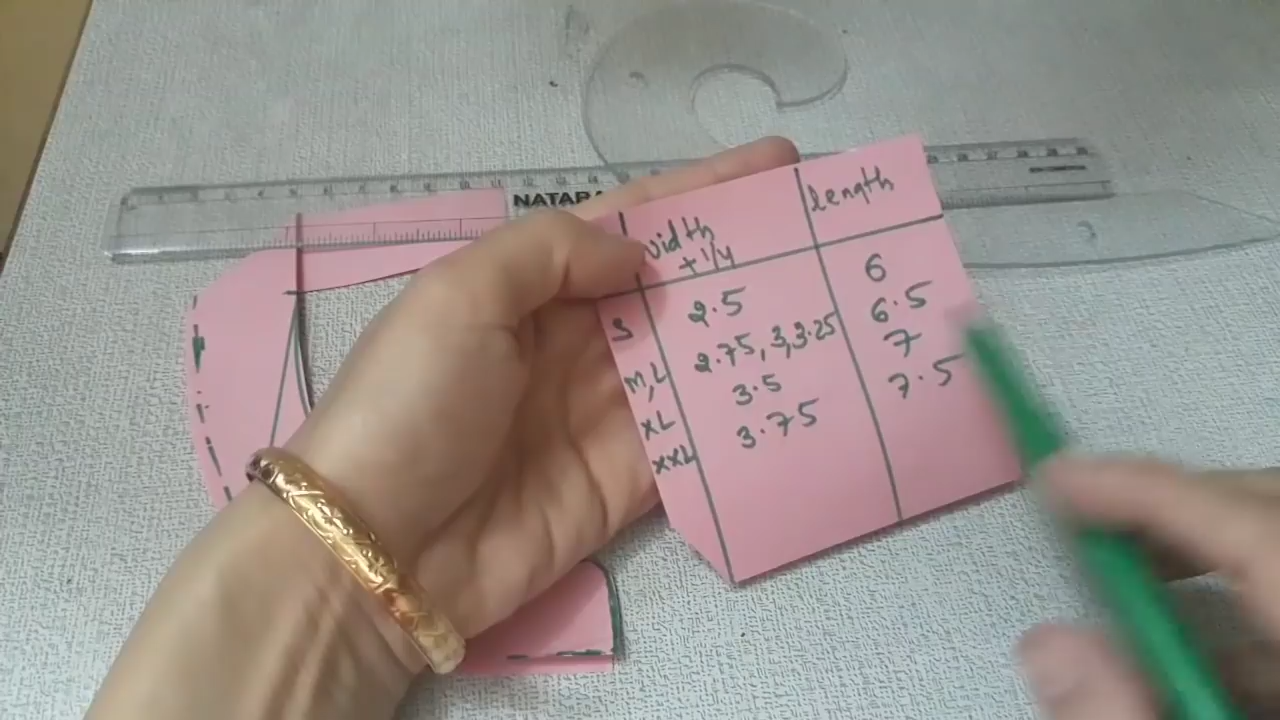 NATARA
width length
+1/4
S 2.5 6
M,L 2.75, 3, 3.25 6.5
XL 3.5 7
XXL 3.75 7.5